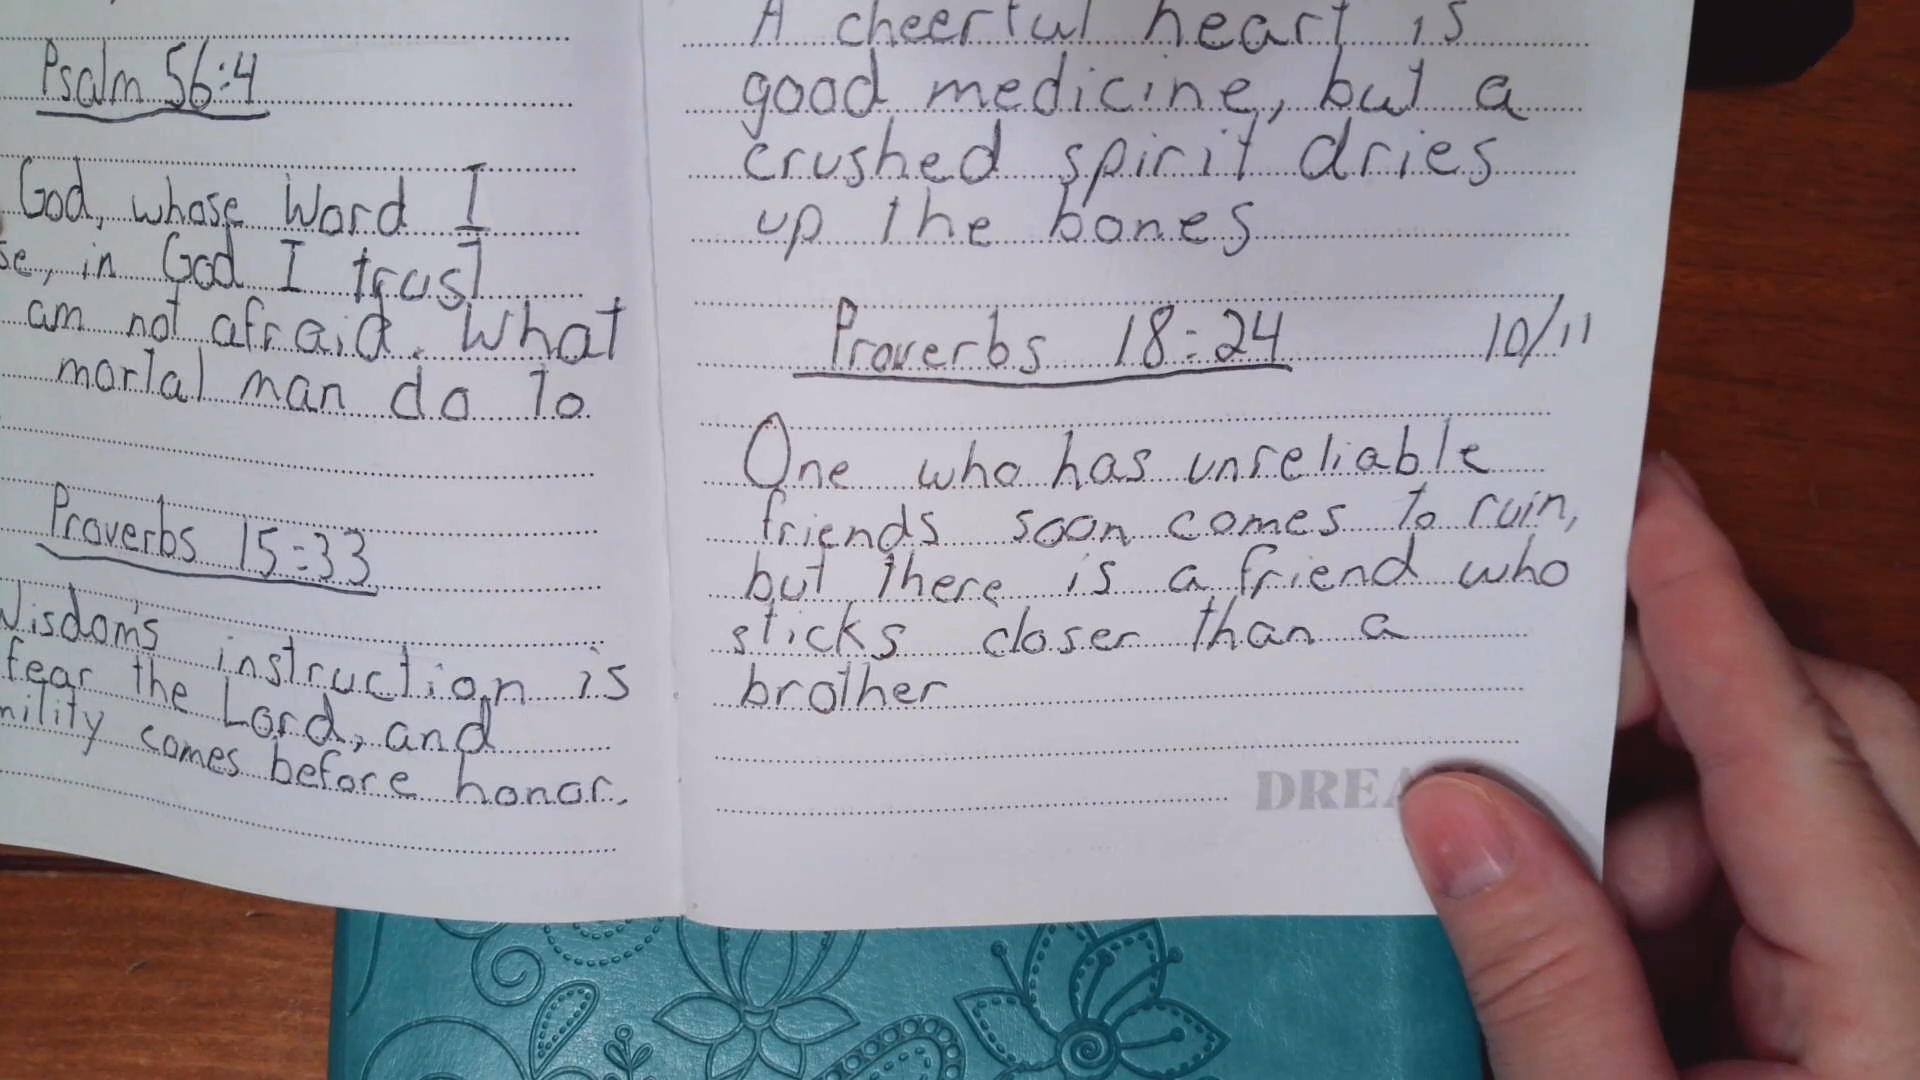 Psalm 56:4
God, whose Word I
se, in God I trust
am not afraid. What
mortal man do to
Proverbs 15:33
Wisdom's instruction is
fear the Lord, and
mility comes before honor.
A cheerful heart is
good medicine, but a
crushed spirit dries
up the bones
Proverbs 18:24 10/11
One who has unreliable
friends soon comes to ruin,
but there is a friend who
sticks closer than a
brother
DREA